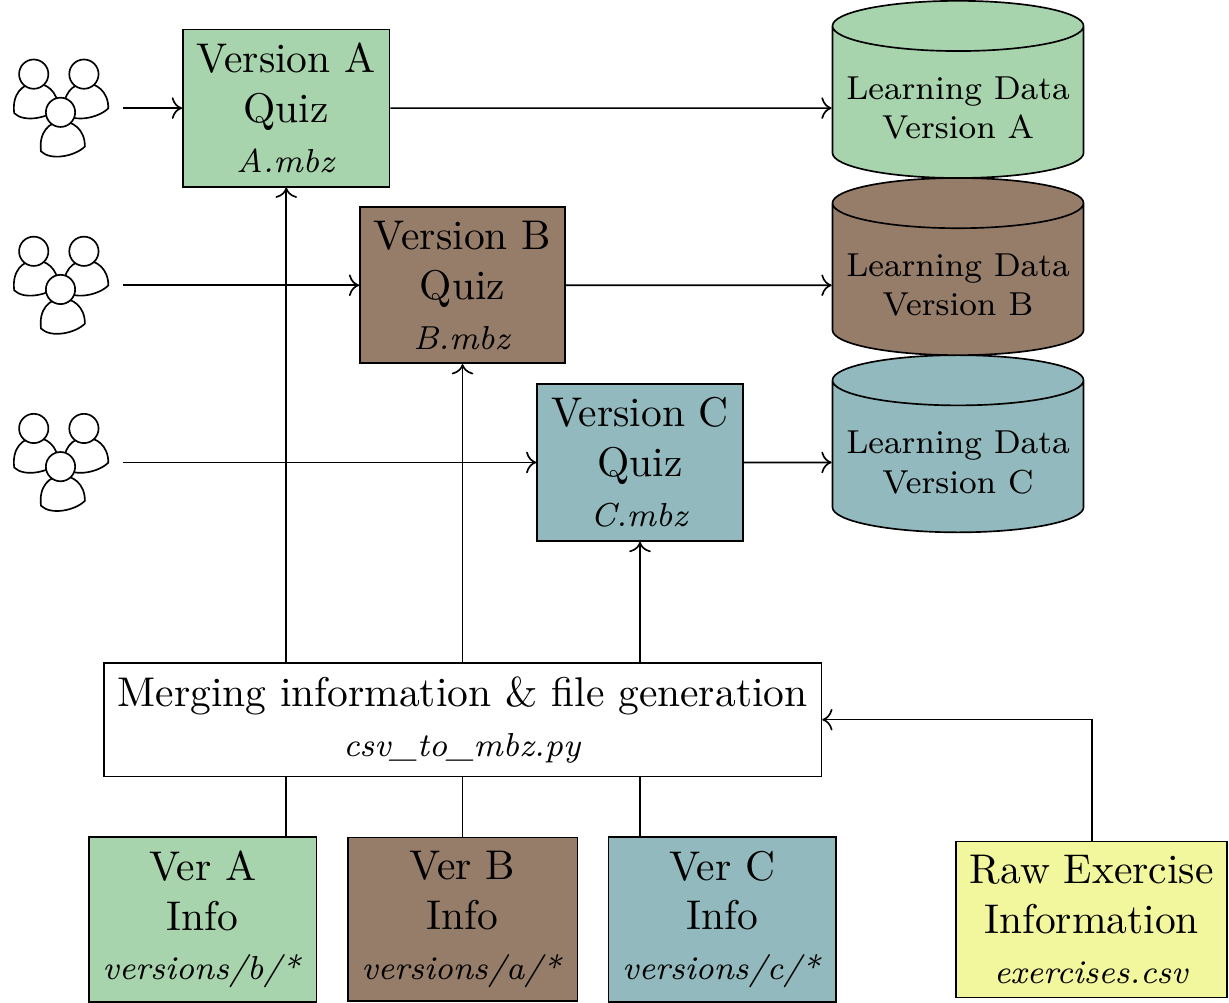 Version A
Quiz
A.mbz
Learning Data
Version A
Version B
Quiz
B.mbz
Learning Data
Version B
Version C
Quiz
C.mbz
Learning Data
Version C
Merging information & file generation
csv_to_mbz.py
Ver A
Info
versions/b/*
Ver B
Info
versions/a/*
Ver C
Info
versions/c/*
Raw Exercise
Information
exercises.csv